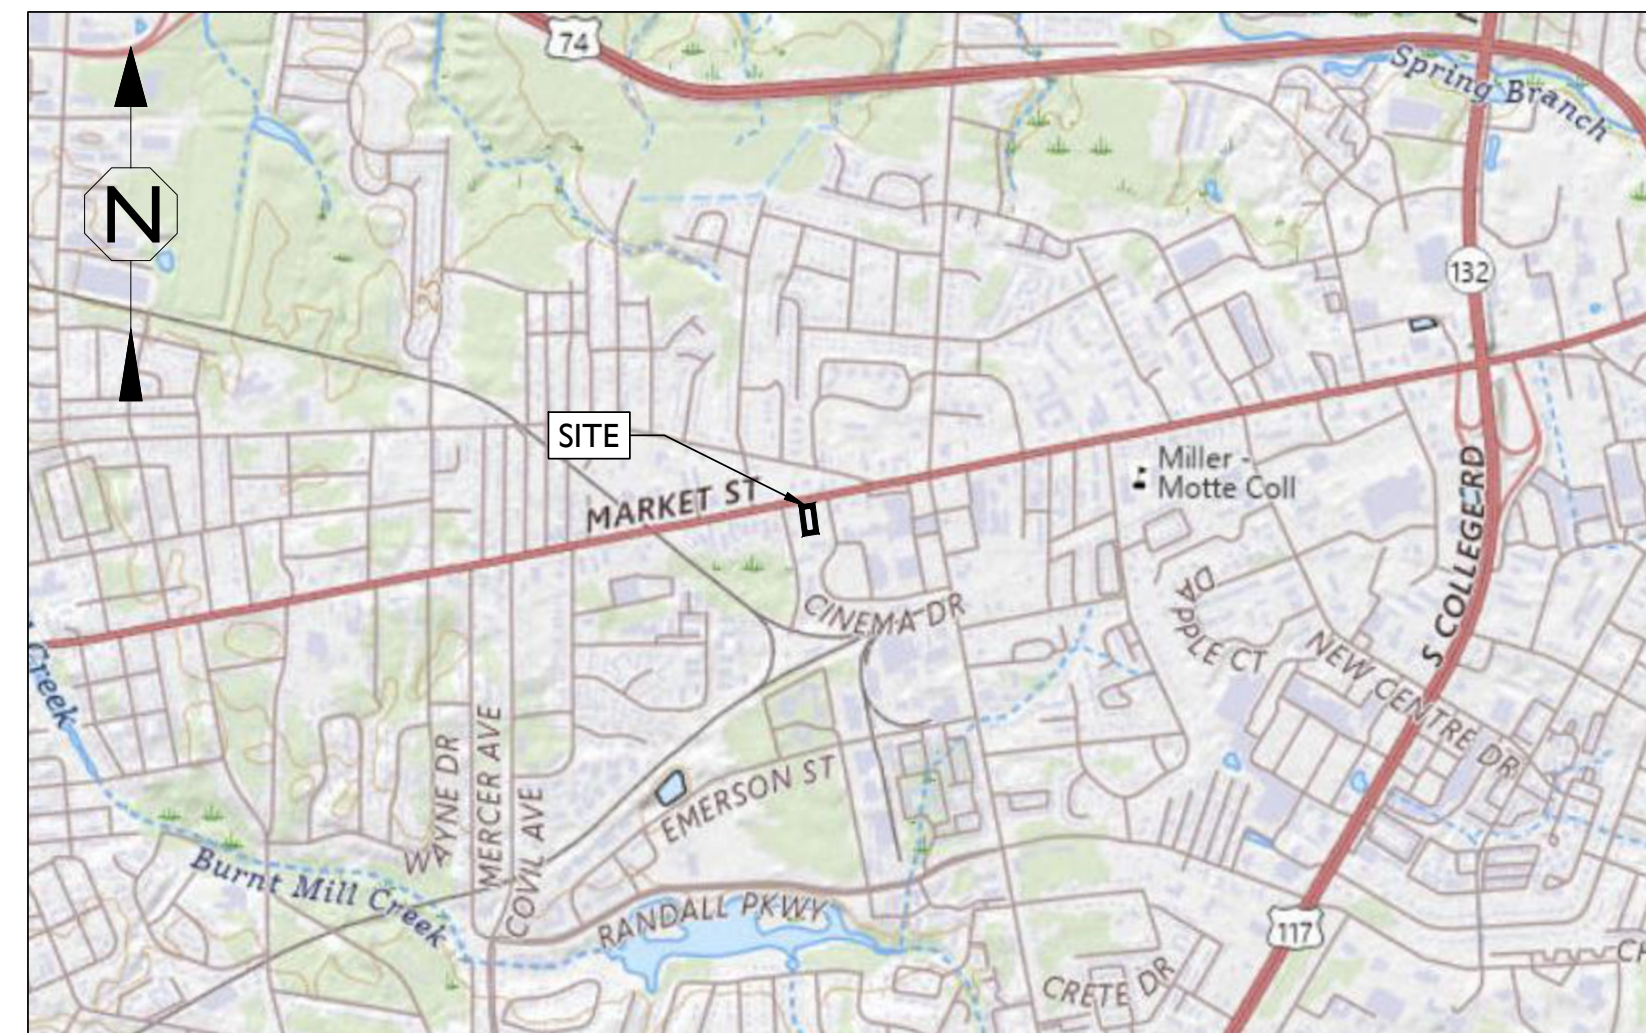 74
Spring Branch
N
132
SITE
MARKET ST
Miller -
Motte Coll
S COLLEGE RD
DAPPLE CT
CINEMA DR
NEW CENTRE DR
Creek
WAYNE DR
MERCER AVE
COVIL AVE
EMERSON ST
Burnt Mill Creek
RANDALL PKWY
117
CRETE DR